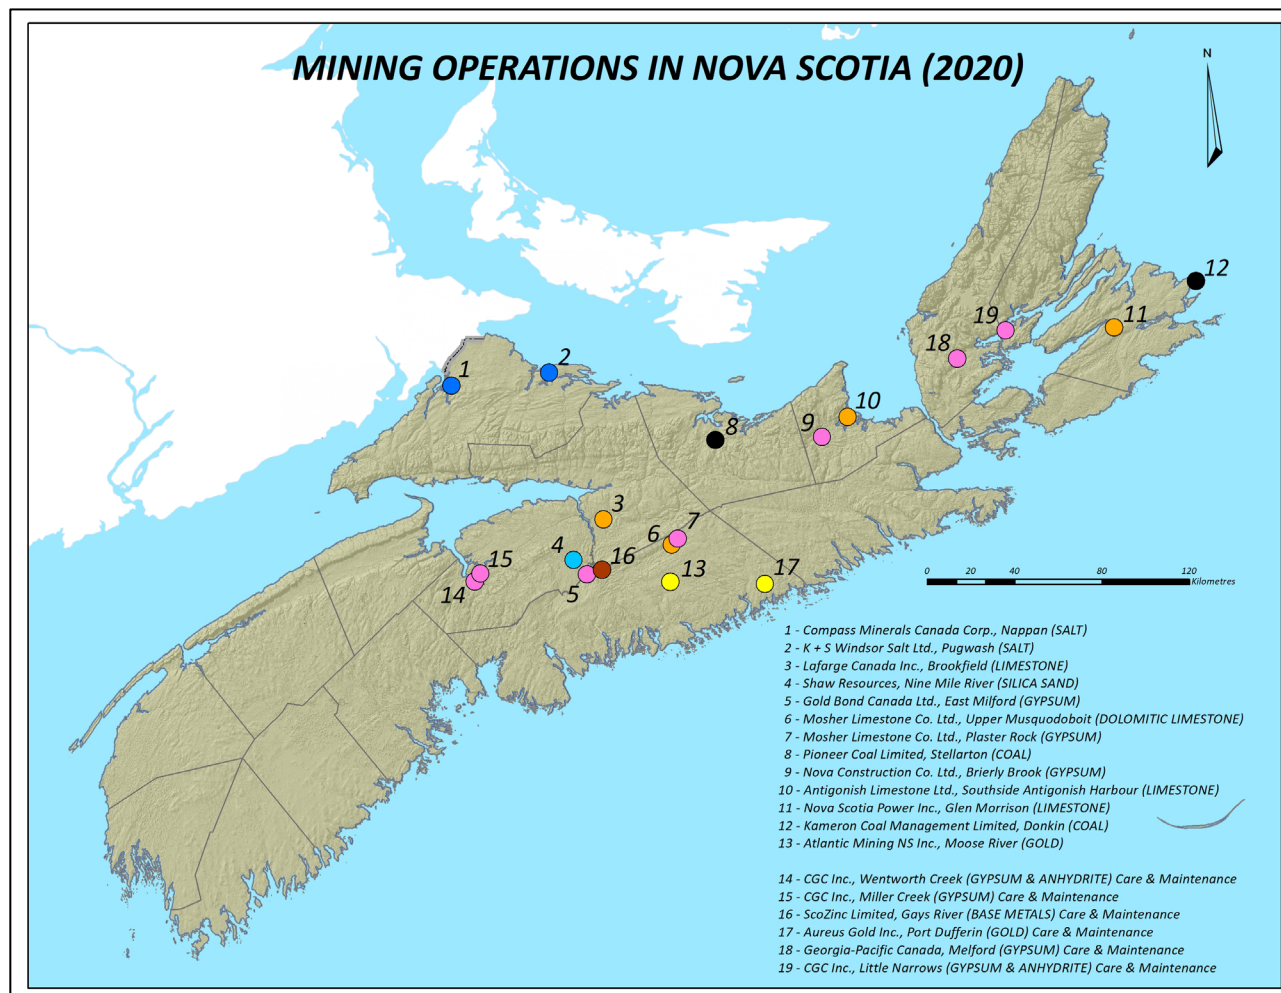 MINING OPERATIONS IN NOVA SCOTIA (2020)
N
12
19
11
18
2
1
10
9
8
3
7
6
4
16
15
13
17
5
14
0 20 40 80 120
Kilometres
1 - Compass Minerals Canada Corp., Nappan (SALT)
2 - K + S Windsor Salt Ltd., Pugwash (SALT)
3 - Lafarge Canada Inc., Brookfield (LIMESTONE)
4 - Shaw Resources, Nine Mile River (SILICA SAND)
5 - Gold Bond Canada Ltd., East Milford (GYPSUM)
6 - Mosher Limestone Co. Ltd., Upper Musquodoboit (DOLOMITIC LIMESTONE)
7 - Mosher Limestone Co. Ltd., Plaster Rock (GYPSUM)
8 - Pioneer Coal Limited, Stellarton (COAL)
9 - Nova Construction Co. Ltd., Brierly Brook (GYPSUM)
10 - Antigonish Limestone Ltd., Southside Antigonish Harbour (LIMESTONE)
11 - Nova Scotia Power Inc., Glen Morrison (LIMESTONE)
12 - Kameron Coal Management Limited, Donkin (COAL)
13 - Atlantic Mining NS Inc., Moose River (GOLD)
14 - CGC Inc., Wentworth Creek (GYPSUM & ANHYDRITE) Care & Maintenance
15 - CGC Inc., Miller Creek (GYPSUM) Care & Maintenance
16 - ScoZinc Limited, Gays River (BASE METALS) Care & Maintenance
17 - Aureus Gold Inc., Port Dufferin (GOLD) Care & Maintenance
18 - Georgia-Pacific Canada, Melford (GYPSUM) Care & Maintenance
19 - CGC Inc., Little Narrows (GYPSUM & ANHYDRITE) Care & Maintenance